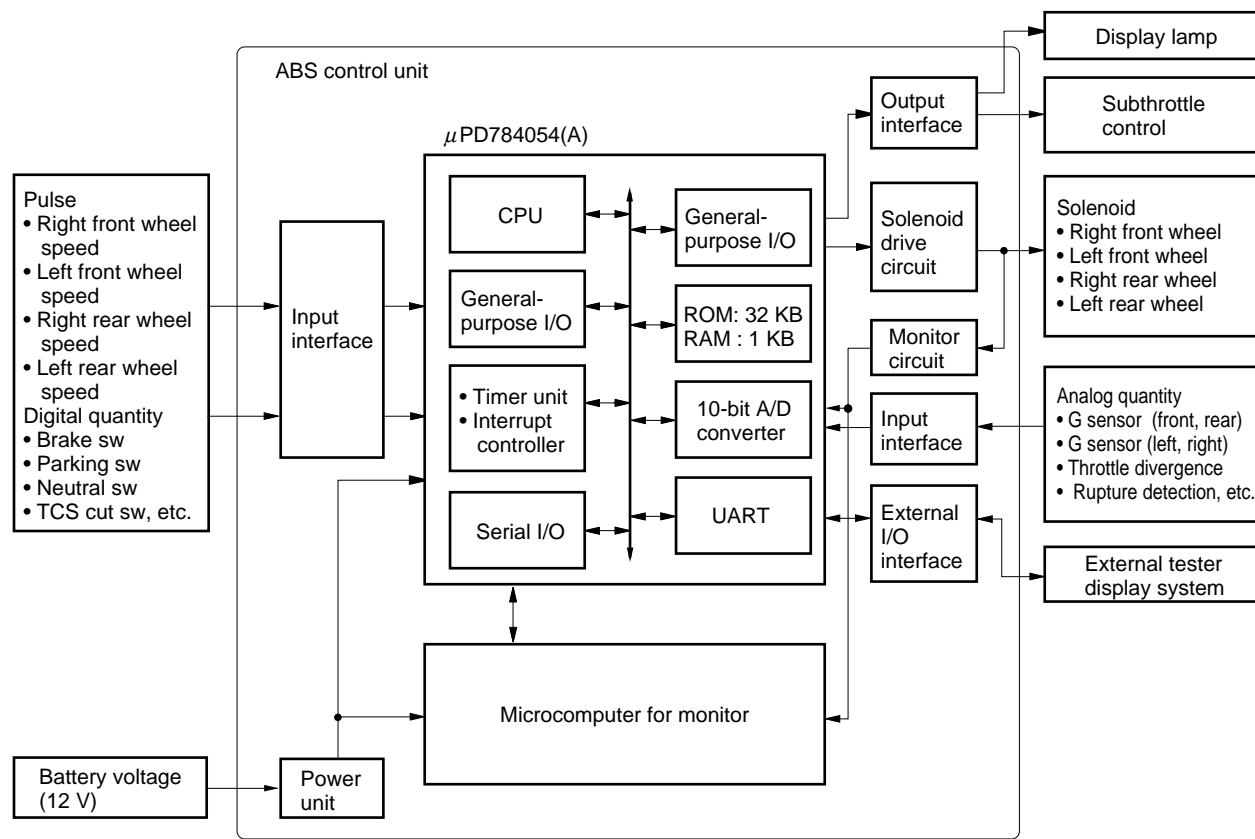 ABS control unit
Display lamp
Output
interface
Subthrottle
control
μPD784054(A)
Pulse
• Right front wheel
speed
• Left front wheel
speed
• Right rear wheel
speed
• Left rear wheel
speed
Digital quantity
• Brake sw
• Parking sw
• Neutral sw
• TCS cut sw, etc.
Input
interface
CPU
General-
purpose I/O
• Timer unit
• Interrupt
controller
Serial I/O
General-
purpose I/O
ROM: 32 KB
RAM : 1 KB
10-bit A/D
converter
UART
Solenoid
drive
circuit
Monitor
circuit
Input
interface
External
I/O
interface
Solenoid
• Right front wheel
• Left front wheel
• Right rear wheel
• Left rear wheel
Analog quantity
• G sensor (front, rear)
• G sensor (left, right)
• Throttle divergence
• Rupture detection, etc.
External tester
display system
Microcomputer for monitor
Battery voltage
(12 V)
Power
unit